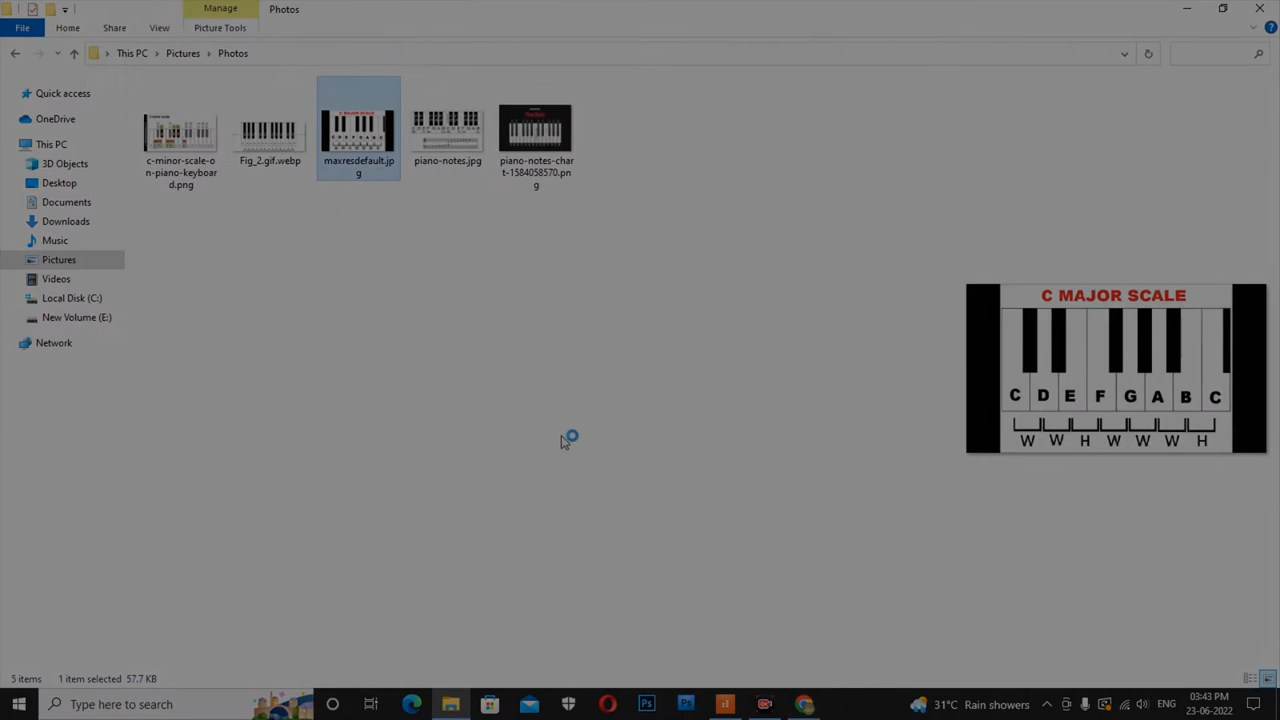 Manage
Photos
File
Home
Share
View
Picture Tools
This PC
Pictures
Photos
Quick access
OneDrive
This PC
3D Objects
Desktop
Documents
Downloads
Music
Pictures
Videos
Local Disk (C:)
New Volume (E:)
Network
c-minor-scale-o
n-piano-keyboar
d.png
Fig_2.gif.webp
maxresdefault.jp
g
piano-notes.jpg
piano-notes-char
t-1584058570.pn
g
C MAJOR SCALE
C D E F G A B C
W W H W W W H
5 items
1 item selected 57.7 KB
Type here to search
Ps
Ps
31°C Rain showers
ENG
03:43 PM
23-06-2022